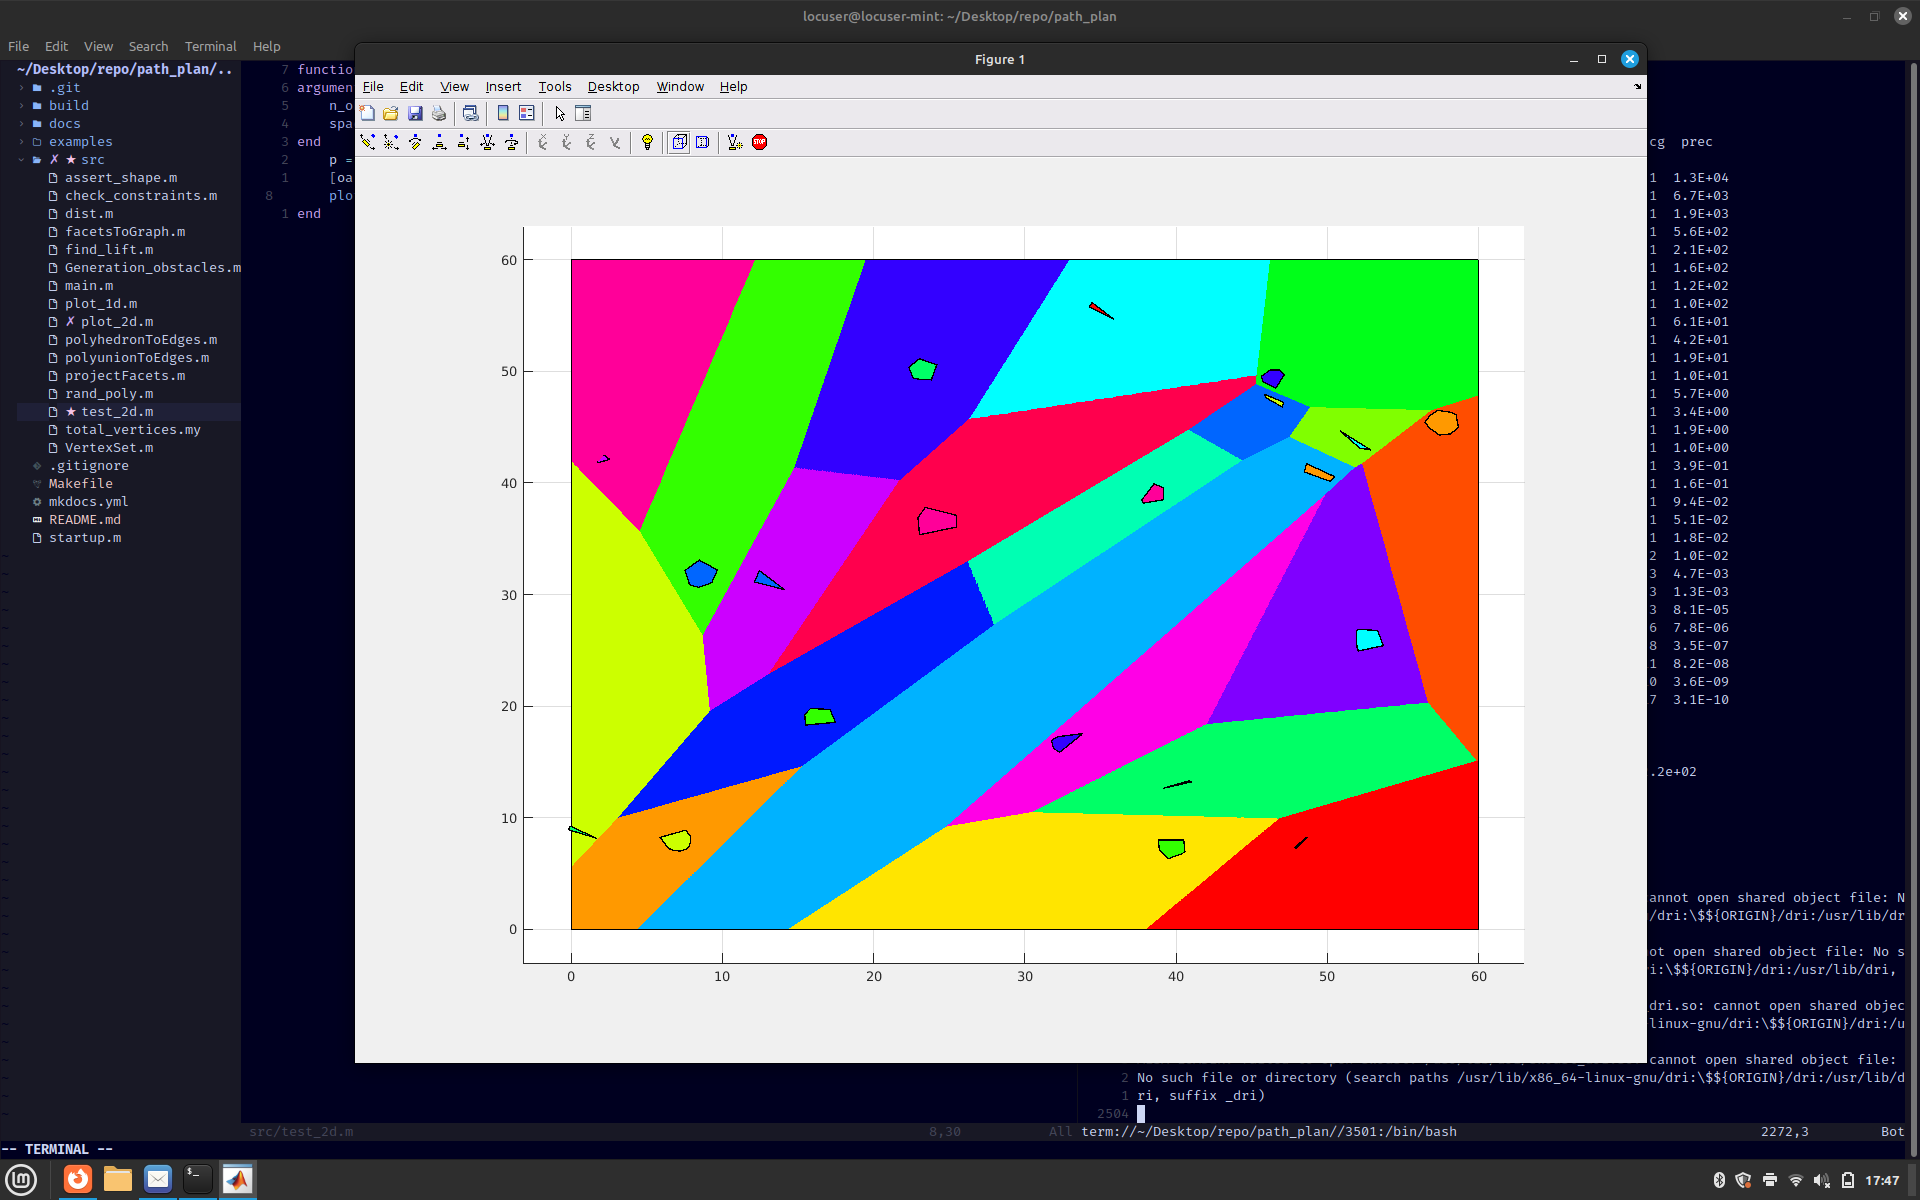 locuser@locuser-mint: ~/Desktop/repo/path_plan
File Edit View Search Terminal Help
~/Desktop/repo/path_plan/..
.git
build
docs
examples
✗ ★ src
assert_shape.m
check_constraints.m
dist.m
facetsToGraph.m
find_lift.m
Generation_obstacles.m
main.m
plot_1d.m
✗ plot_2d.m
polyhedronToEdges.m
polyunionToEdges.m
projectFacets.m
rand_poly.m
★ test_2d.m
total_vertices.my
VertexSet.m
.gitignore
Makefile
mkdocs.yml
README.md
startup.m
7 functio
6 argumen
5 n_o
4 spa
3 end
2 p =
1 [oa
8 plo
1 end
src/test_2d.m 8,30 All
Figure 1
File Edit View Insert Tools Desktop Window Help
STOP
60
50
40
30
20
10
0
0 10 20 30 40 50 60
cg prec
1 1.3E+04
1 6.7E+03
1 1.9E+03
1 5.6E+02
1 2.1E+02
1 1.6E+02
1 1.2E+02
1 1.0E+02
1 6.1E+01
1 4.2E+01
1 1.9E+01
1 1.0E+01
1 5.7E+00
1 3.4E+00
1 1.9E+00
1 1.0E+00
1 3.9E-01
1 1.6E-01
1 9.4E-02
1 5.1E-02
1 1.8E-02
2 1.0E-02
3 4.7E-03
3 1.3E-03
3 8.1E-05
6 7.8E-06
8 3.5E-07
1 8.2E-08
0 3.6E-09
7 3.1E-10
.2e+02
annot open shared object file: N
/dri:\$${ORIGIN}/dri:/usr/lib/dr
ot open shared object file: No s
i:\$${ORIGIN}/dri:/usr/lib/dri,
dri.so: cannot open shared objec
linux-gnu/dri:\$${ORIGIN}/dri:/u
cannot open shared object file:
2 No such file or directory (search paths /usr/lib/x86_64-linux-gnu/dri:\$${ORIGIN}/dri:/usr/lib/d
1 ri, suffix _dri)
2504
term://~/Desktop/repo/path_plan//3501:/bin/bash 2272,3 Bot
-- TERMINAL --
17:47